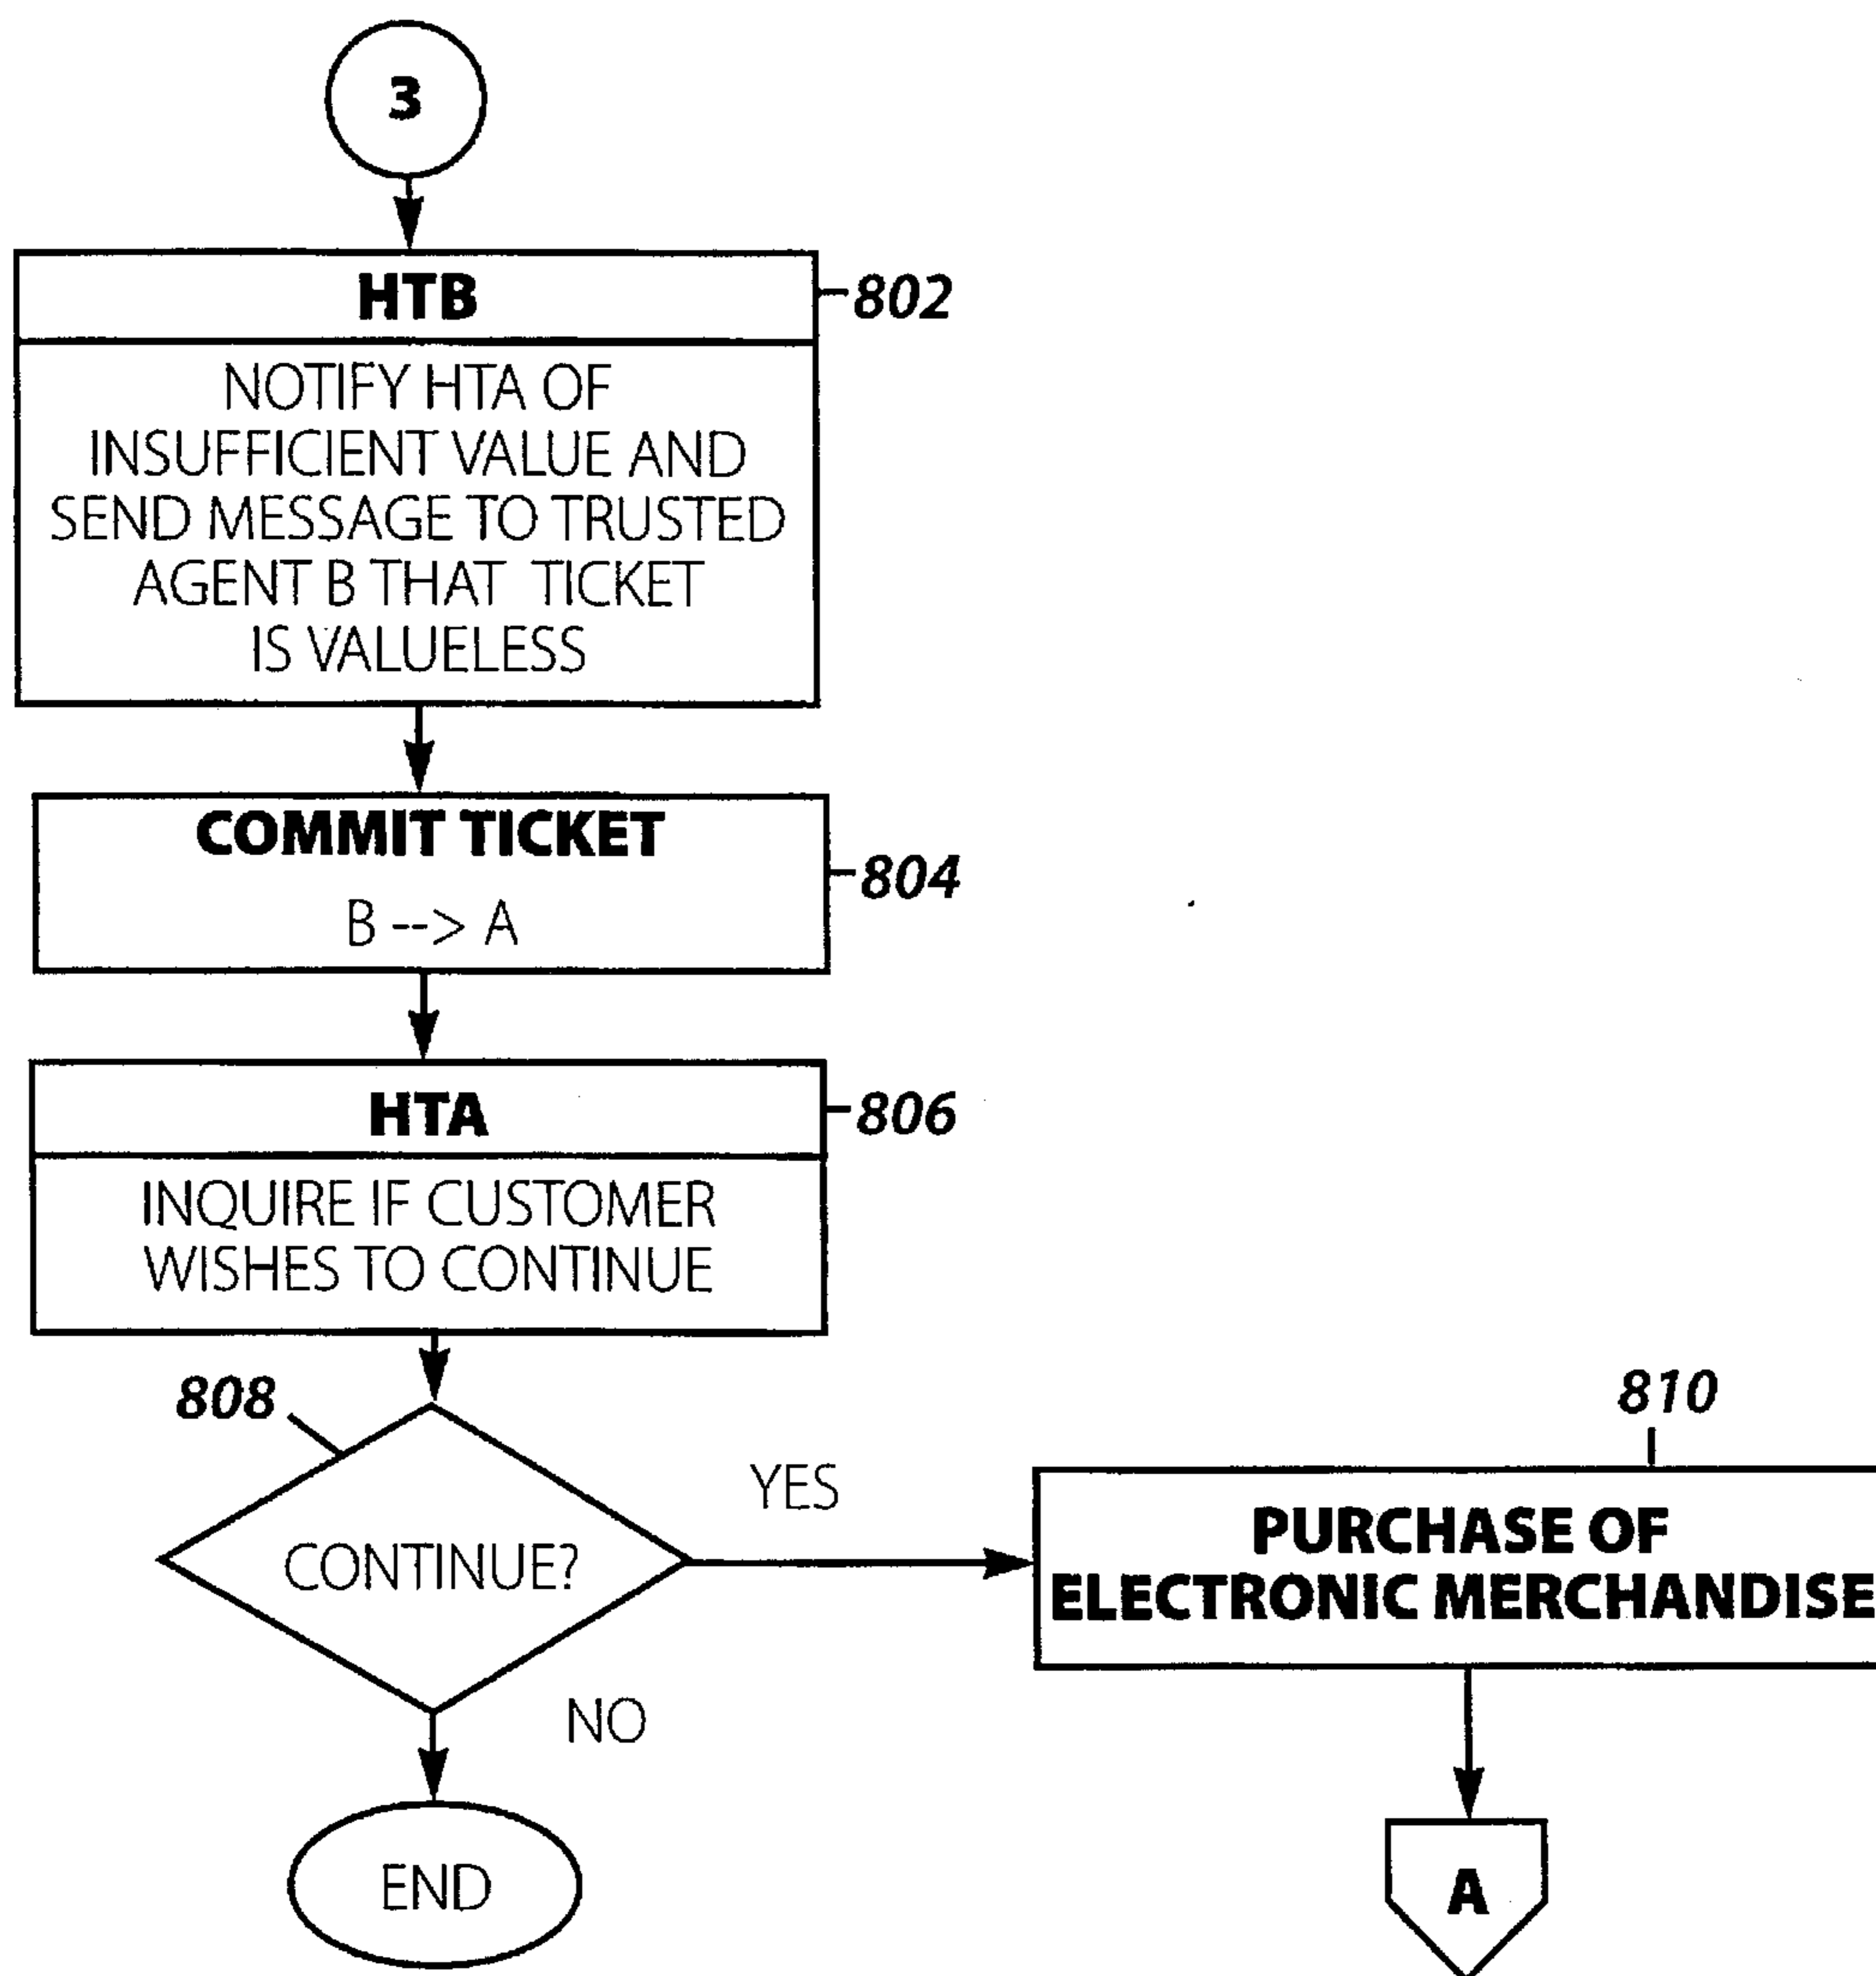 3
HTB
802
NOTIFY HTA OF
INSUFFICIENT VALUE AND
SEND MESSAGE TO TRUSTED
AGENT B THAT TICKET
IS VALUELESS
COMMIT TICKET
804
B --> A
HTA
806
INQUIRE IF CUSTOMER
WISHES TO CONTINUE
808
810
YES
CONTINUE?
PURCHASE OF
ELECTRONIC MERCHANDISE
NO
END
A